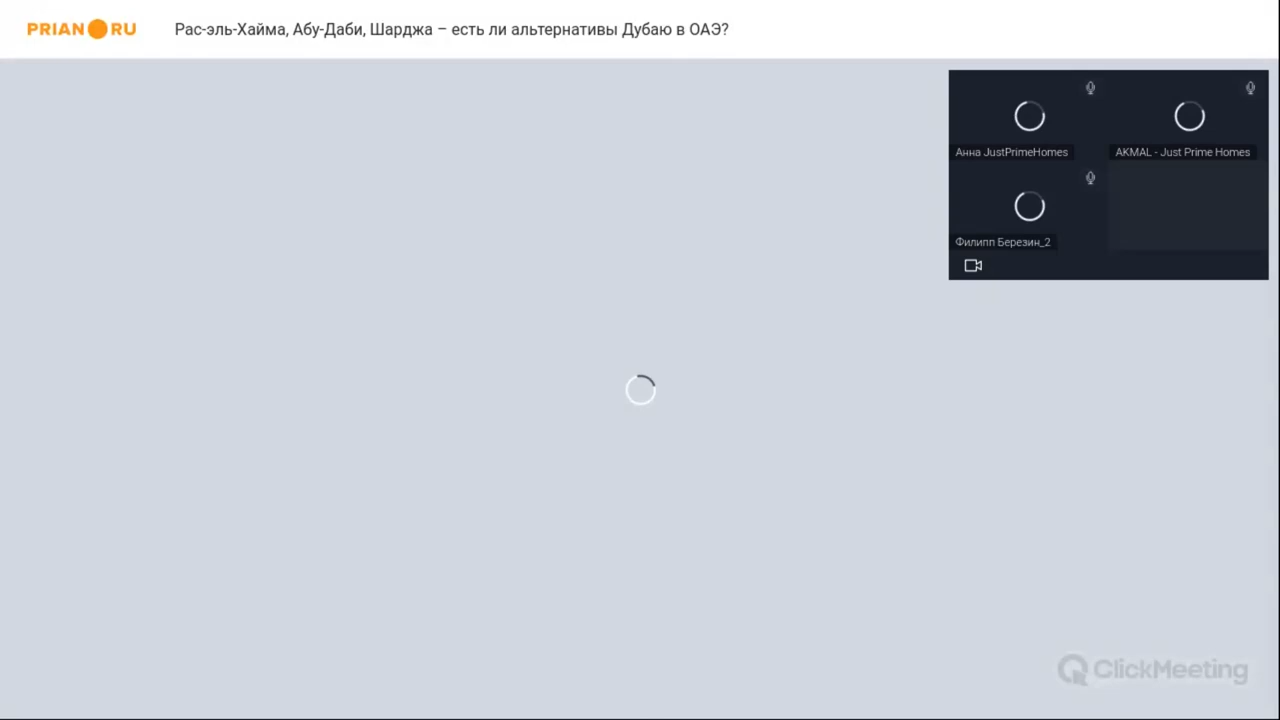 PRIAN RU
Рас-эль-Хайма, Абу-Даби, Шарджа – есть ли альтернативы Дубаю в ОАЭ?
Анна JustPrimeHomes
AKMAL - Just Prime Homes
Филипп Березин_2
ClickMeeting